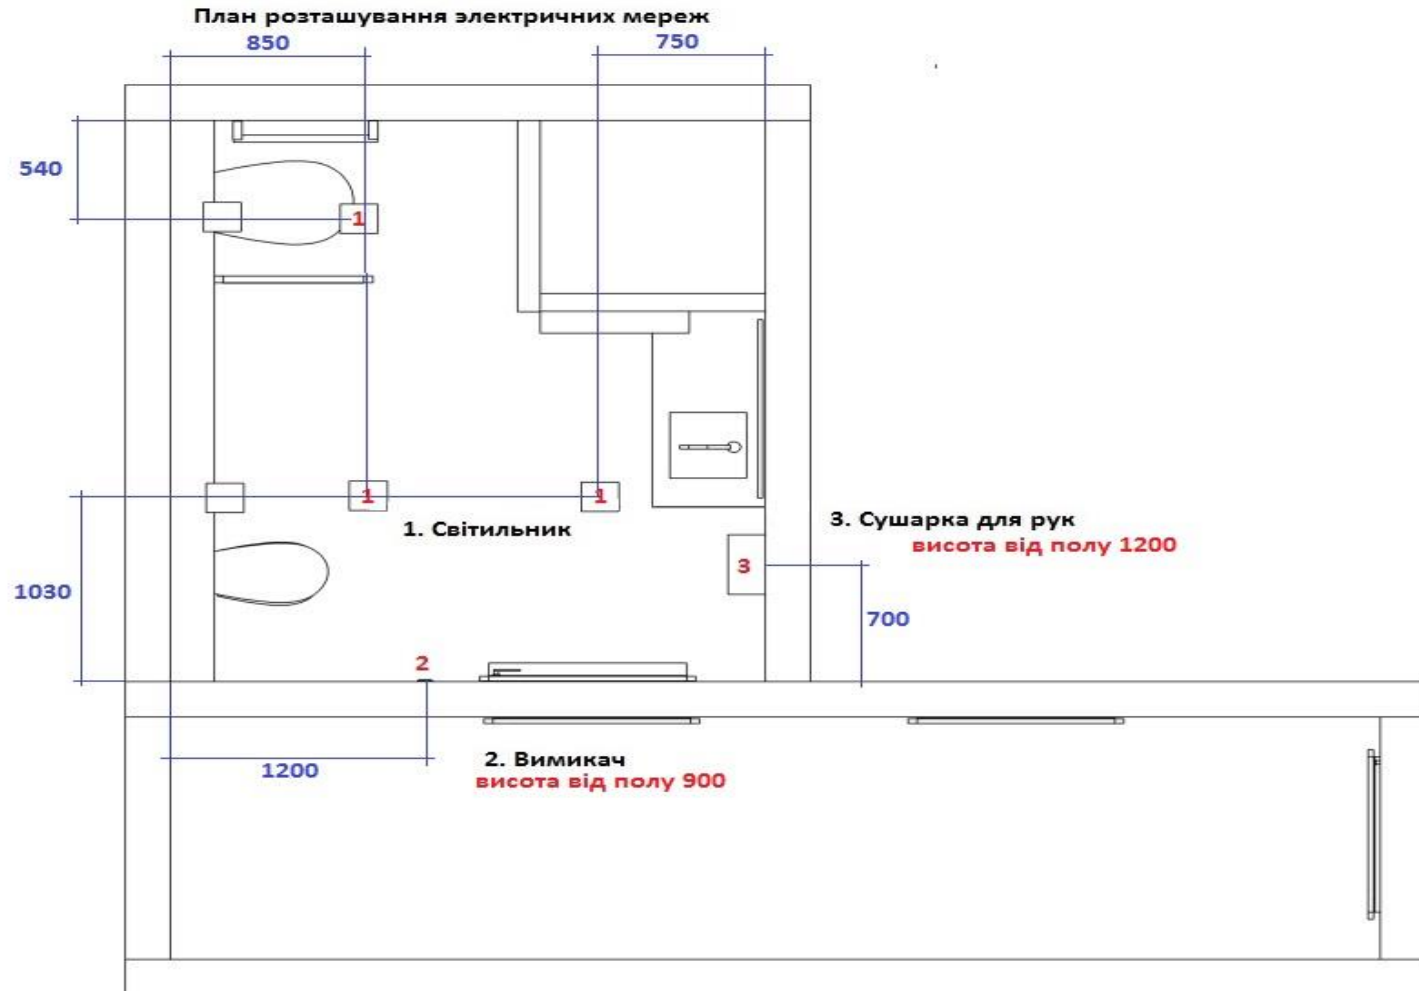 План розташування электричних мереж
850
750
540
1
1
1
1. Світильник
3. Сушарка для рук
висота від полу 1200
3
1030
700
2
1200
2. Вимикач
висота від полу 900